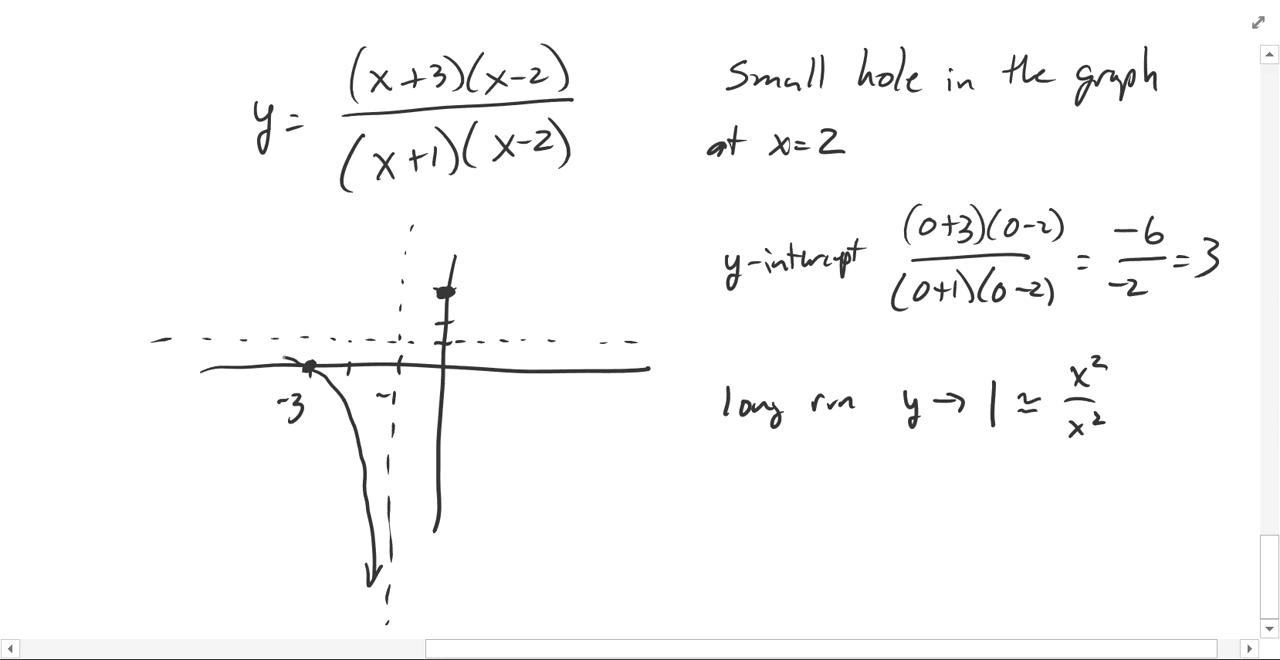 y = (x+3)(x-2) / (x+1)(x-2)
Small hole in the graph
at x=2
y-intercept (0+3)(0-2) / (0+1)(0-2) = -6 / -2 = 3
long run y → 1 ≃ x² / x²
-3 -1